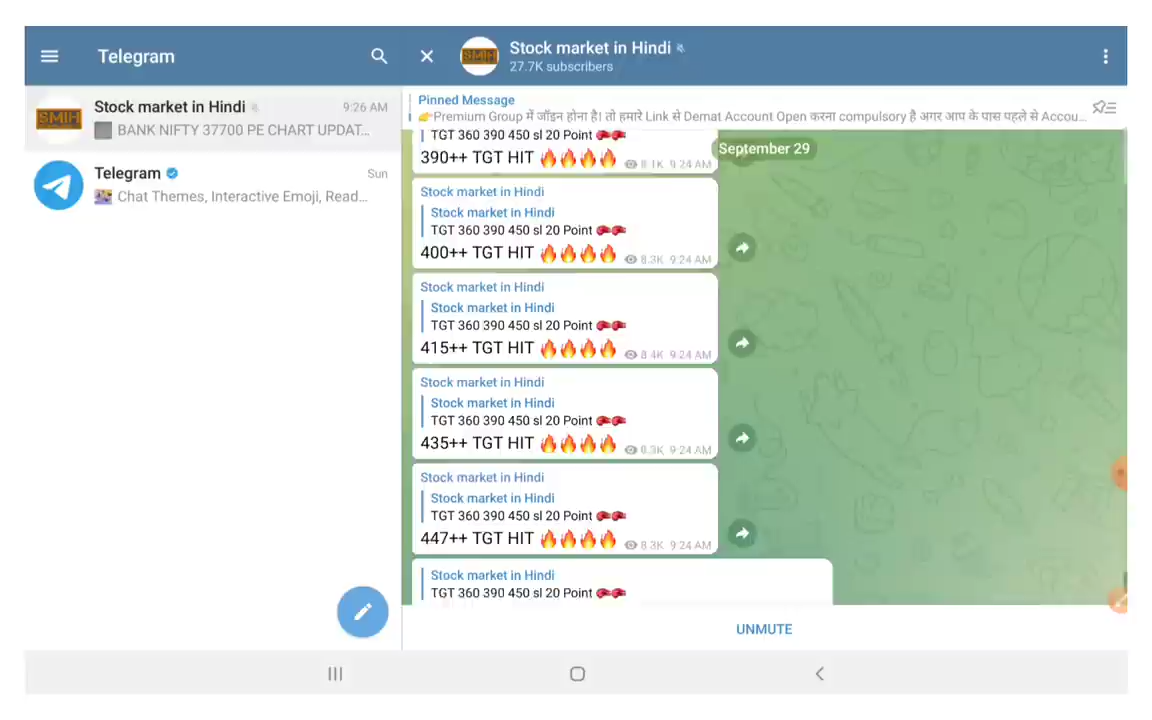 Telegram
Stock market in Hindi
27.7K subscribers
SMIH
Stock market in Hindi
9:26 AM
BANK NIFTY 37700 PE CHART UPDAT...
Telegram
Sun
Chat Themes, Interactive Emoji, Read...
Pinned Message
👉Premium Group में जॉइन होना है। तो हमारे Link से Demat Account Open करना compulsory है अगर आप के पास पहले से Accou...
September 29
TGT 360 390 450 sl 20 Point 🥊🥊
390++ TGT HIT 🔥🔥🔥🔥 8.1K 9:24 AM
Stock market in Hindi
Stock market in Hindi
TGT 360 390 450 sl 20 Point 🥊🥊
400++ TGT HIT 🔥🔥🔥🔥 8.3K 9:24 AM
Stock market in Hindi
Stock market in Hindi
TGT 360 390 450 sl 20 Point 🥊🥊
415++ TGT HIT 🔥🔥🔥🔥 8.4K 9:24 AM
Stock market in Hindi
Stock market in Hindi
TGT 360 390 450 sl 20 Point 🥊🥊
435++ TGT HIT 🔥🔥🔥🔥 9:24 AM
Stock market in Hindi
Stock market in Hindi
TGT 360 390 450 sl 20 Point 🥊🥊
447++ TGT HIT 🔥🔥🔥🔥 8.3K 9:24 AM
Stock market in Hindi
TGT 360 390 450 sl 20 Point 🥊🥊
UNMUTE